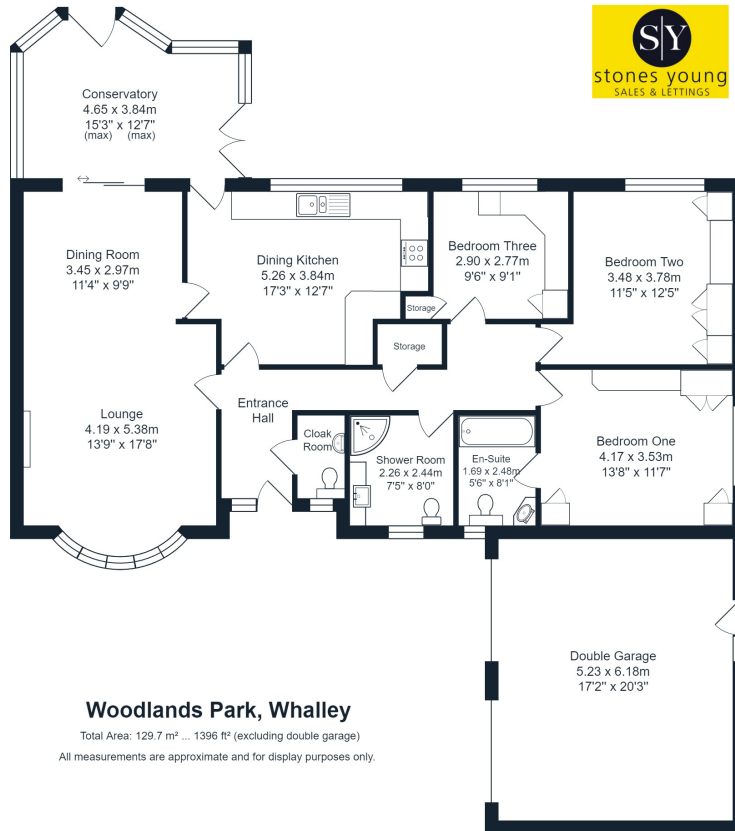 S|Y
stones young
SALES & LETTINGS
Conservatory
4.65 x 3.84m
15'3" x 12'7"
(max) (max)
Dining Room
3.45 x 2.97m
11'4" x 9'9"
Dining Kitchen
5.26 x 3.84m
17'3" x 12'7"
Bedroom Three
2.90 x 2.77m
9'6" x 9'1"
Bedroom Two
3.48 x 3.78m
11'5" x 12'5"
Storage
Storage
Lounge
4.19 x 5.38m
13'9" x 17'8"
Entrance
Hall
Cloak
Room
Shower Room
2.26 x 2.44m
7'5" x 8'0"
En-Suite
1.69 x 2.48m
5'6" x 8'1"
Bedroom One
4.17 x 3.53m
13'8" x 11'7"
Double Garage
5.23 x 6.18m
17'2" x 20'3"
Woodlands Park, Whalley
Total Area: 129.7 m² ... 1396 ft² (excluding double garage)
All measurements are approximate and for display purposes only.